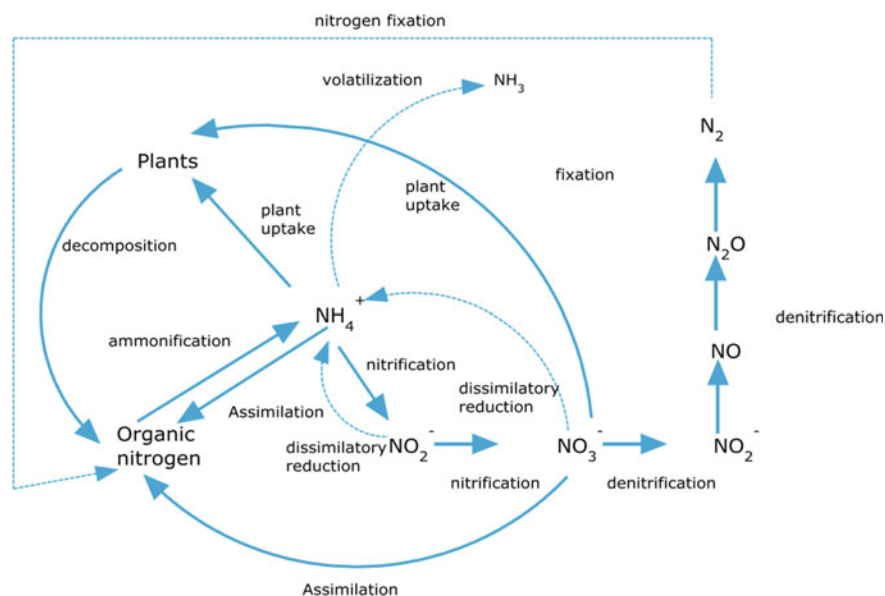 nitrogen fixation
volatilization
NH₃
N₂
Plants
plant
uptake
plant
uptake
fixation
decomposition
N₂O
NH₄⁺
ammonification
denitrification
nitrification
NO
dissimilatory
reduction
Assimilation
Organic
nitrogen
dissimilatory
reduction
NO₂⁻
NO₃⁻
NO₂⁻
nitrification
denitrification
Assimilation